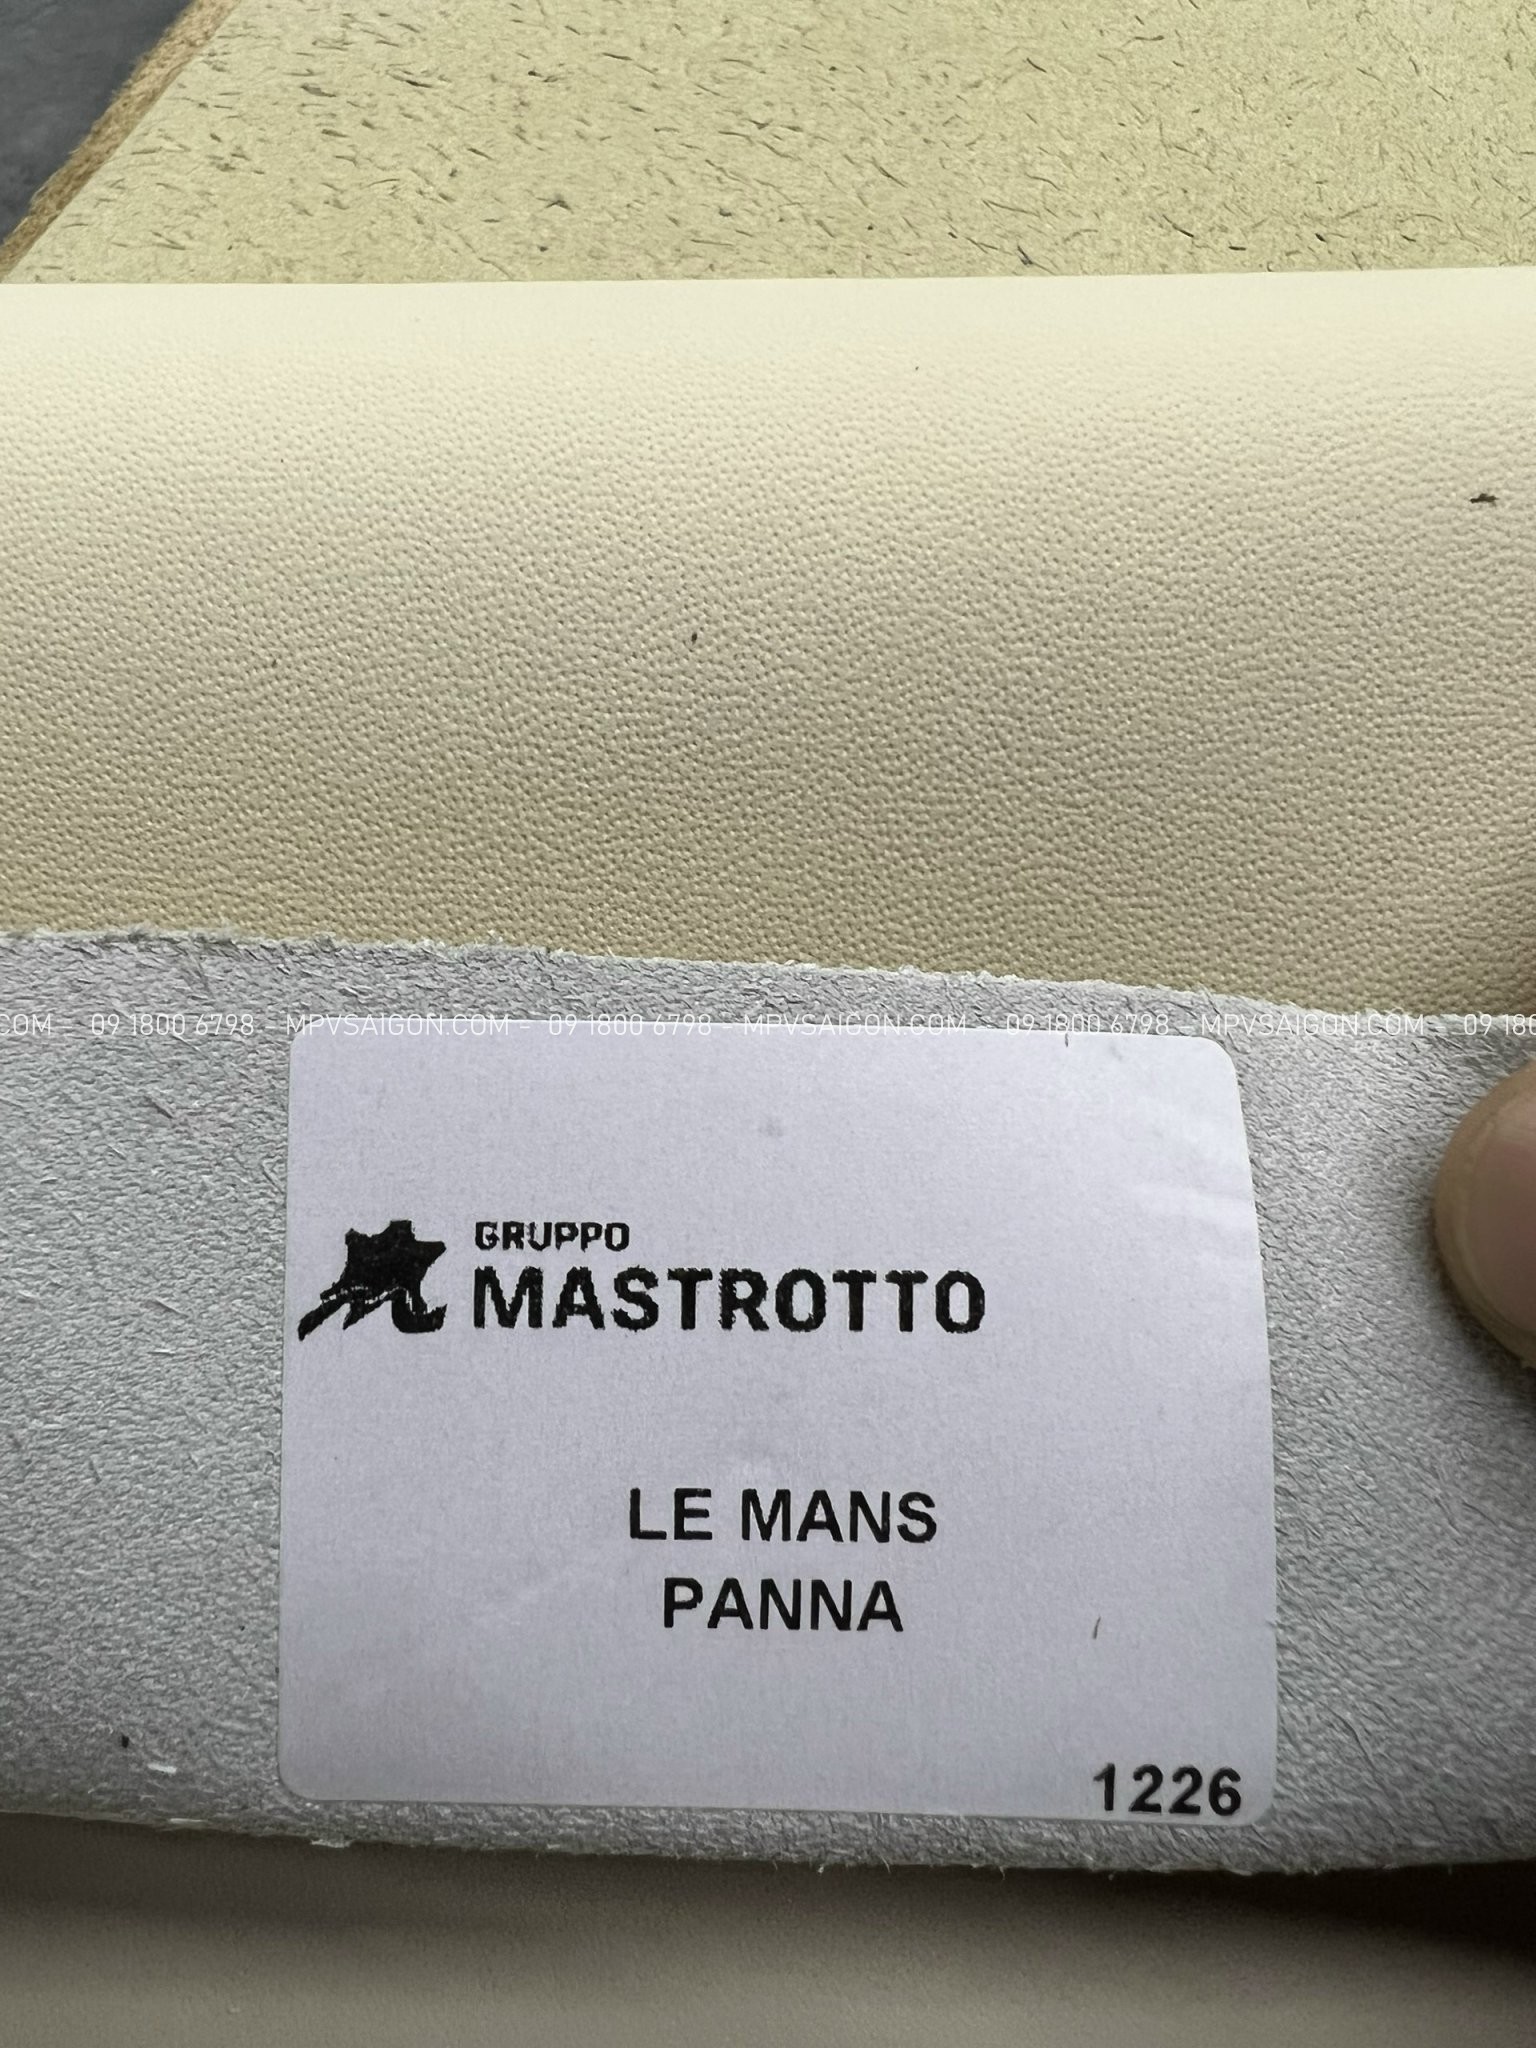 COM - 09 1800 6798 - MPVSAIGON.COM - 09 1800 6798 - MPVSAIGON.COM - 09 1800 6798 - MPVSAIGON.COM - 09 180
GRUPPO
MASTROTTO
LE MANS
PANNA
1226